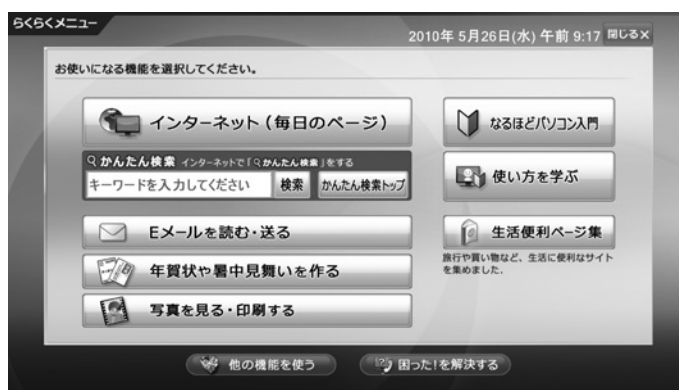 らくらくメニュー
2010年 5月26日(水) 午前 9:17 閉じる×
お使いになる機能を選択してください。
インターネット(毎日のページ)
かんたん検索 インターネットで「かんたん検索」をする
キーワードを入力してください 検索 かんたん検索トップ
Eメールを読む・送る
年賀状や暑中見舞いを作る
写真を見る・印刷する
なるほどパソコン入門
使い方を学ぶ
生活便利ページ集
旅行や買い物など、生活に便利なサイト
を集めました。
他の機能を使う
!? 困った!を解決する